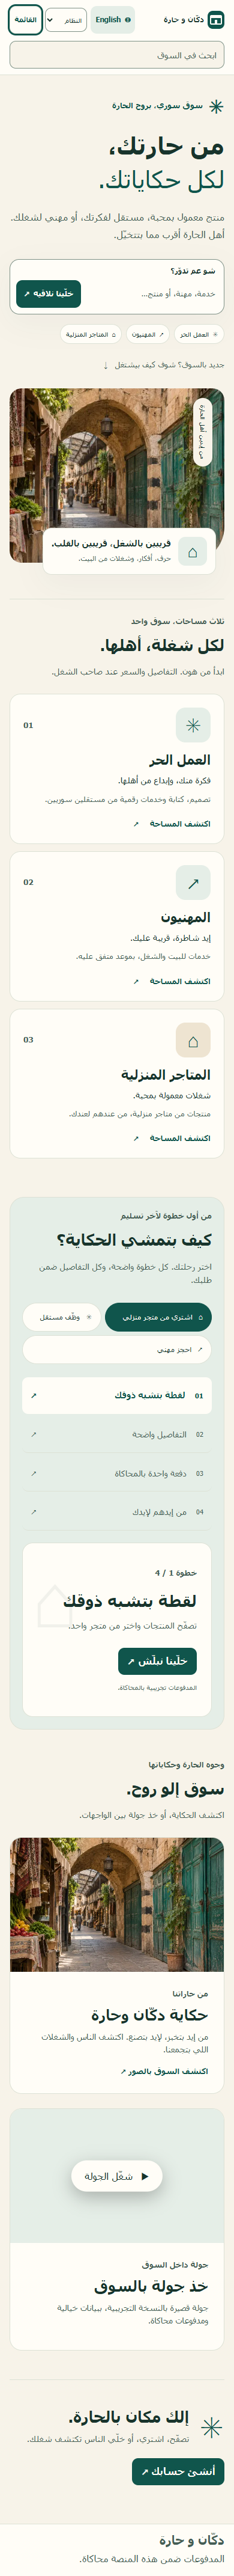 دكّان و حارة
English
النظام
القائمة
ابحث في السوق
سوق سوري، بروح الحارة
من حارتك،
لكل حكاياتك.
منتج معمول بمحبة، مستقل لفكرتك، أو مهني لشغلك.
أهل الحارة أقرب مما بتتخيّل.
شو عم تدوّر؟
خدمة، مهنة، أو منتج...
خلّينا نلاقيه ↗
العمل الحر
المهنيون
المتاجر المنزلية
جديد بالسوق؟ شوف كيف بيشتغل ↓
من إيدين أهل الحارة
قريبين بالشغل، قريبين بالقلب.
حرف، أفكار، وشغلات من البيت.
ثلاث مساحات، سوق واحد
لكل شغلة، أهلها.
ابدأ من هون. التفاصيل والسعر عند صاحب الشغل.
01
العمل الحر
فكرة منك، وإبداع من أهلها.
تصميم، كتابة وخدمات رقمية من مستقلين سوريين.
اكتشف المساحة ↗
02
المهنيون
إيد شاطرة، قريبة عليك.
خدمات للبيت والشغل، بموعد متفق عليه.
اكتشف المساحة ↗
03
المتاجر المنزلية
شغلات معمولة بمحبة.
منتجات من متاجر منزلية، من عندهم لعندك.
اكتشف المساحة ↗
من أول خطوة لآخر تسليم
كيف بتمشي الحكاية؟
اختر رحلتك. كل خطوة واضحة، وكل التفاصيل ضمن
طلبك.
اشتري من متجر منزلي
وظّف مستقل
احجز مهني
01 لقطة بتشبه ذوقك ↗
02 التفاصيل واضحة ↗
03 دفعة واحدة بالمحاكاة ↗
04 من إيدهم لإيدك ↗
خطوة 1 / 4
لقطة بتشبه ذوقك
تصفّح المنتجات واختر من متجر واحد.
خلّينا نبلّش ↗
المدفوعات تجريبية بالمحاكاة.
وجوه الحارة وحكاياتها
سوق إلو روح.
اكتشف الحكاية، أو خد جولة بين الواجهات.
من حاراتنا
حكاية دكّان وحارة
من إيد بتخبز، لإيد بتصنع. اكتشف الناس والشغلات
اللي بتجمعنا.
اكتشف السوق بالصور ↗
شغّل الجولة
جولة داخل السوق
خد جولة بالسوق
جولة قصيرة بالنسخة التجريبية، ببيانات خيالية
ومدفوعات محاكاة.
إلك مكان بالحارة.
تصفّح، اشتري، أو خلّي الناس تكتشف شغلك.
أنشئ حسابك ↗
دكّان و حارة
المدفوعات ضمن هذه المنصة محاكاة.